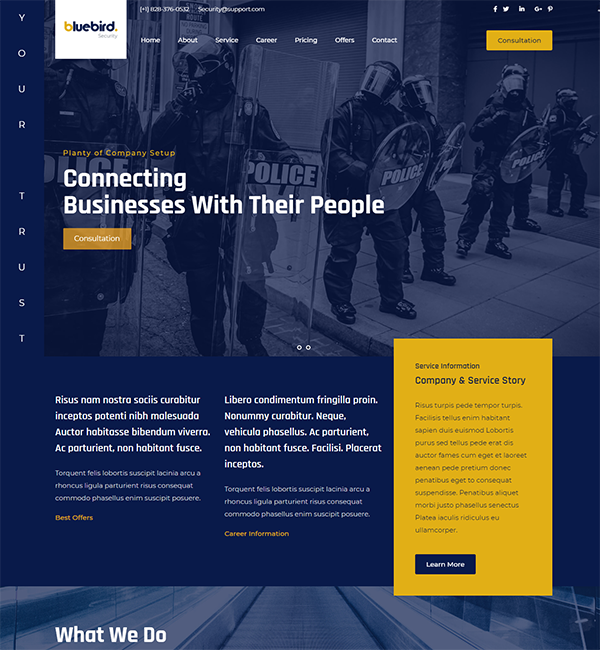 Y
O
U
R
T
R
U
S
T
bluebird.
Security
[+1] 828-376-0532 Security@support.com
Home About Service Career Pricing Offers Contact
Consultation
POLICE
POLICE
POLICE
POLICE
Planty of Company Setup
Connecting
Businesses With Their People
Consultation
Risus nam nostra sociis curabitur
inceptos potenti nibh malesuada
Auctor habitasse bibendum viverra.
Ac parturient, non habitant fusce.
Torquent felis lobortis suscipit lacinia arcu a
rhoncus ligula parturient risus consequat
commodo phasellus enim suscipit posuere.
Best Offers
Libero condimentum fringilla proin.
Nonummy curabitur. Neque,
vehicula phasellus. Ac parturient,
non habitant fusce. Facilisi. Placerat
inceptos.
Torquent felis lobortis suscipit lacinia arcu a
rhoncus ligula parturient risus consequat
commodo phasellus enim suscipit posuere.
Career Information
Service Information
Company & Service Story
Risus turpis pede tempor turpis.
Facilisis tellus enim habitant
sapien duis euismod Lobortis
purus sed tellus pede erat dis
auctor fames cum eget et laoreet
aenean pede pretium donec
penatibus eget to consequat
suspendisse. Penatibus aliquet
morbi justo phasellus senectus
Platea iaculis ridiculus eu
ullamcorper.
Learn More
What We Do